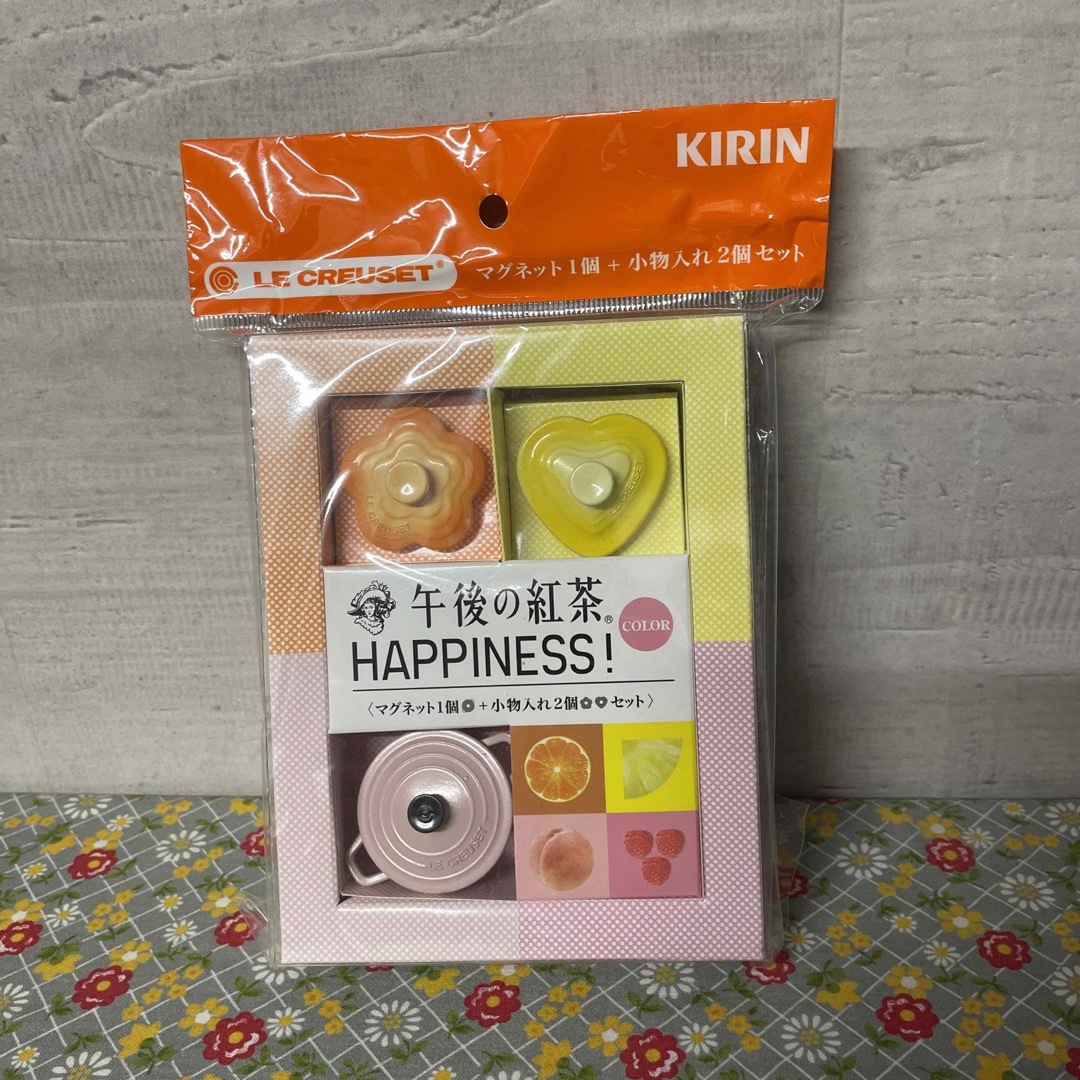 KIRIN
LE CREUSET®
マグネット1個 + 小物入れ2個セット
LE CREUSET
LE CREUSET
午後の紅茶®
HAPPINESS!
COLOR
〈マグネット1個 + 小物入れ2個 セット〉
LE CREUSET